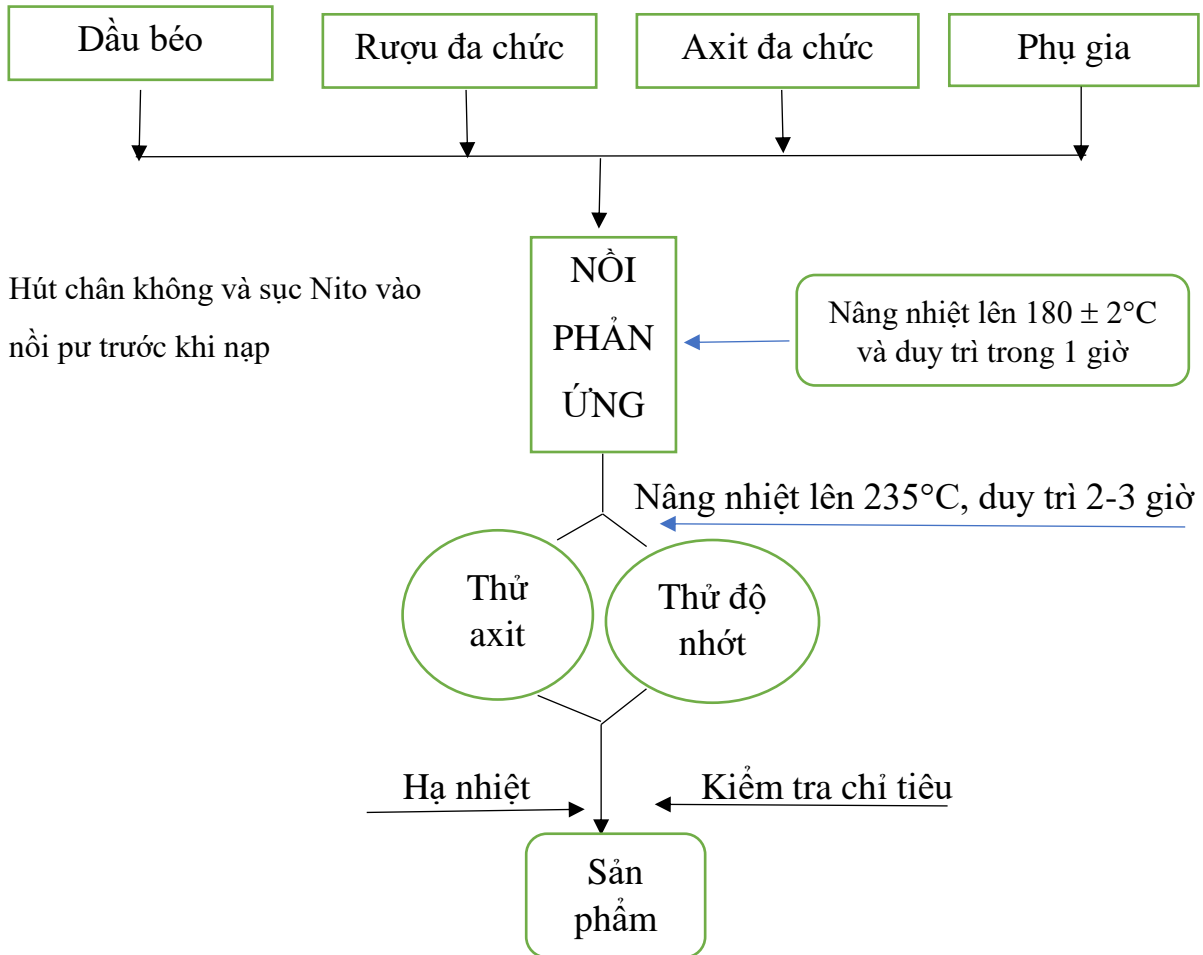 Dầu béo
Rượu đa chức
Axit đa chức
Phụ gia
Hút chân không và sục Nito vào
nồi pư trước khi nạp
NỒI
PHẢN
ỨNG
Nâng nhiệt lên 180 ± 2°C
và duy trì trong 1 giờ
Nâng nhiệt lên 235°C, duy trì 2-3 giờ
Thử
axit
Thử độ
nhớt
Hạ nhiệt
Kiểm tra chỉ tiêu
Sản
phẩm